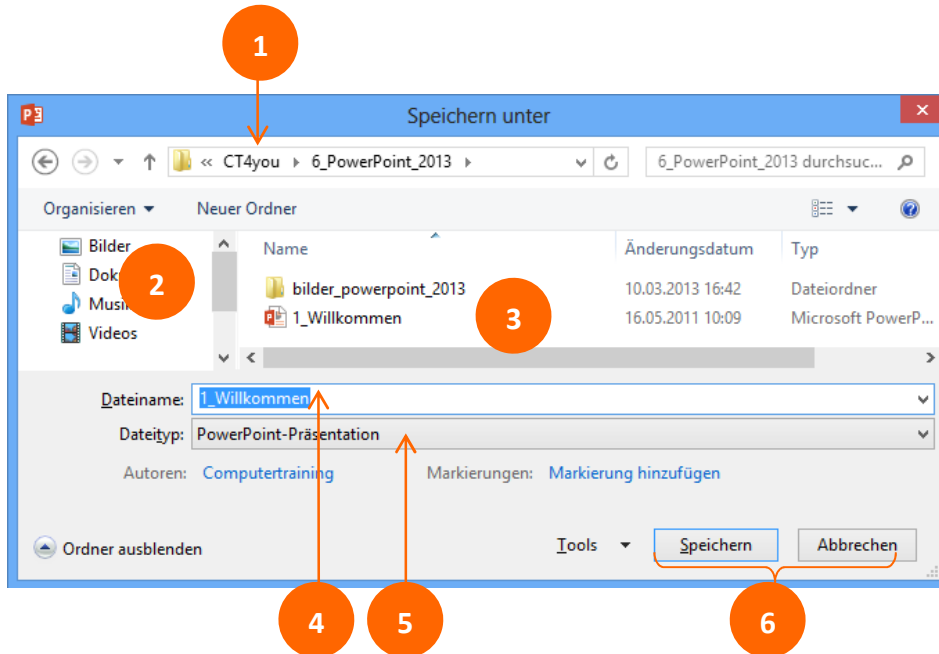 1
Speichern unter
« CT4you 6_PowerPoint_2013 6_PowerPoint_2013 durchsuc...
Organisieren Neuer Ordner
Bilder Name Änderungsdatum Typ
2
bilder_powerpoint_2013 10.03.2013 16:42 Dateiordner
Musi 1_Willkommen 3 16.05.2011 10:09 Microsoft PowerP...
Videos
Dateiname: 1_Willkommen
Dateityp: PowerPoint-Präsentation
Autoren: Computertraining Markierungen: Markierung hinzufügen
Ordner ausblenden Tools Speichern Abbrechen
4 5 6